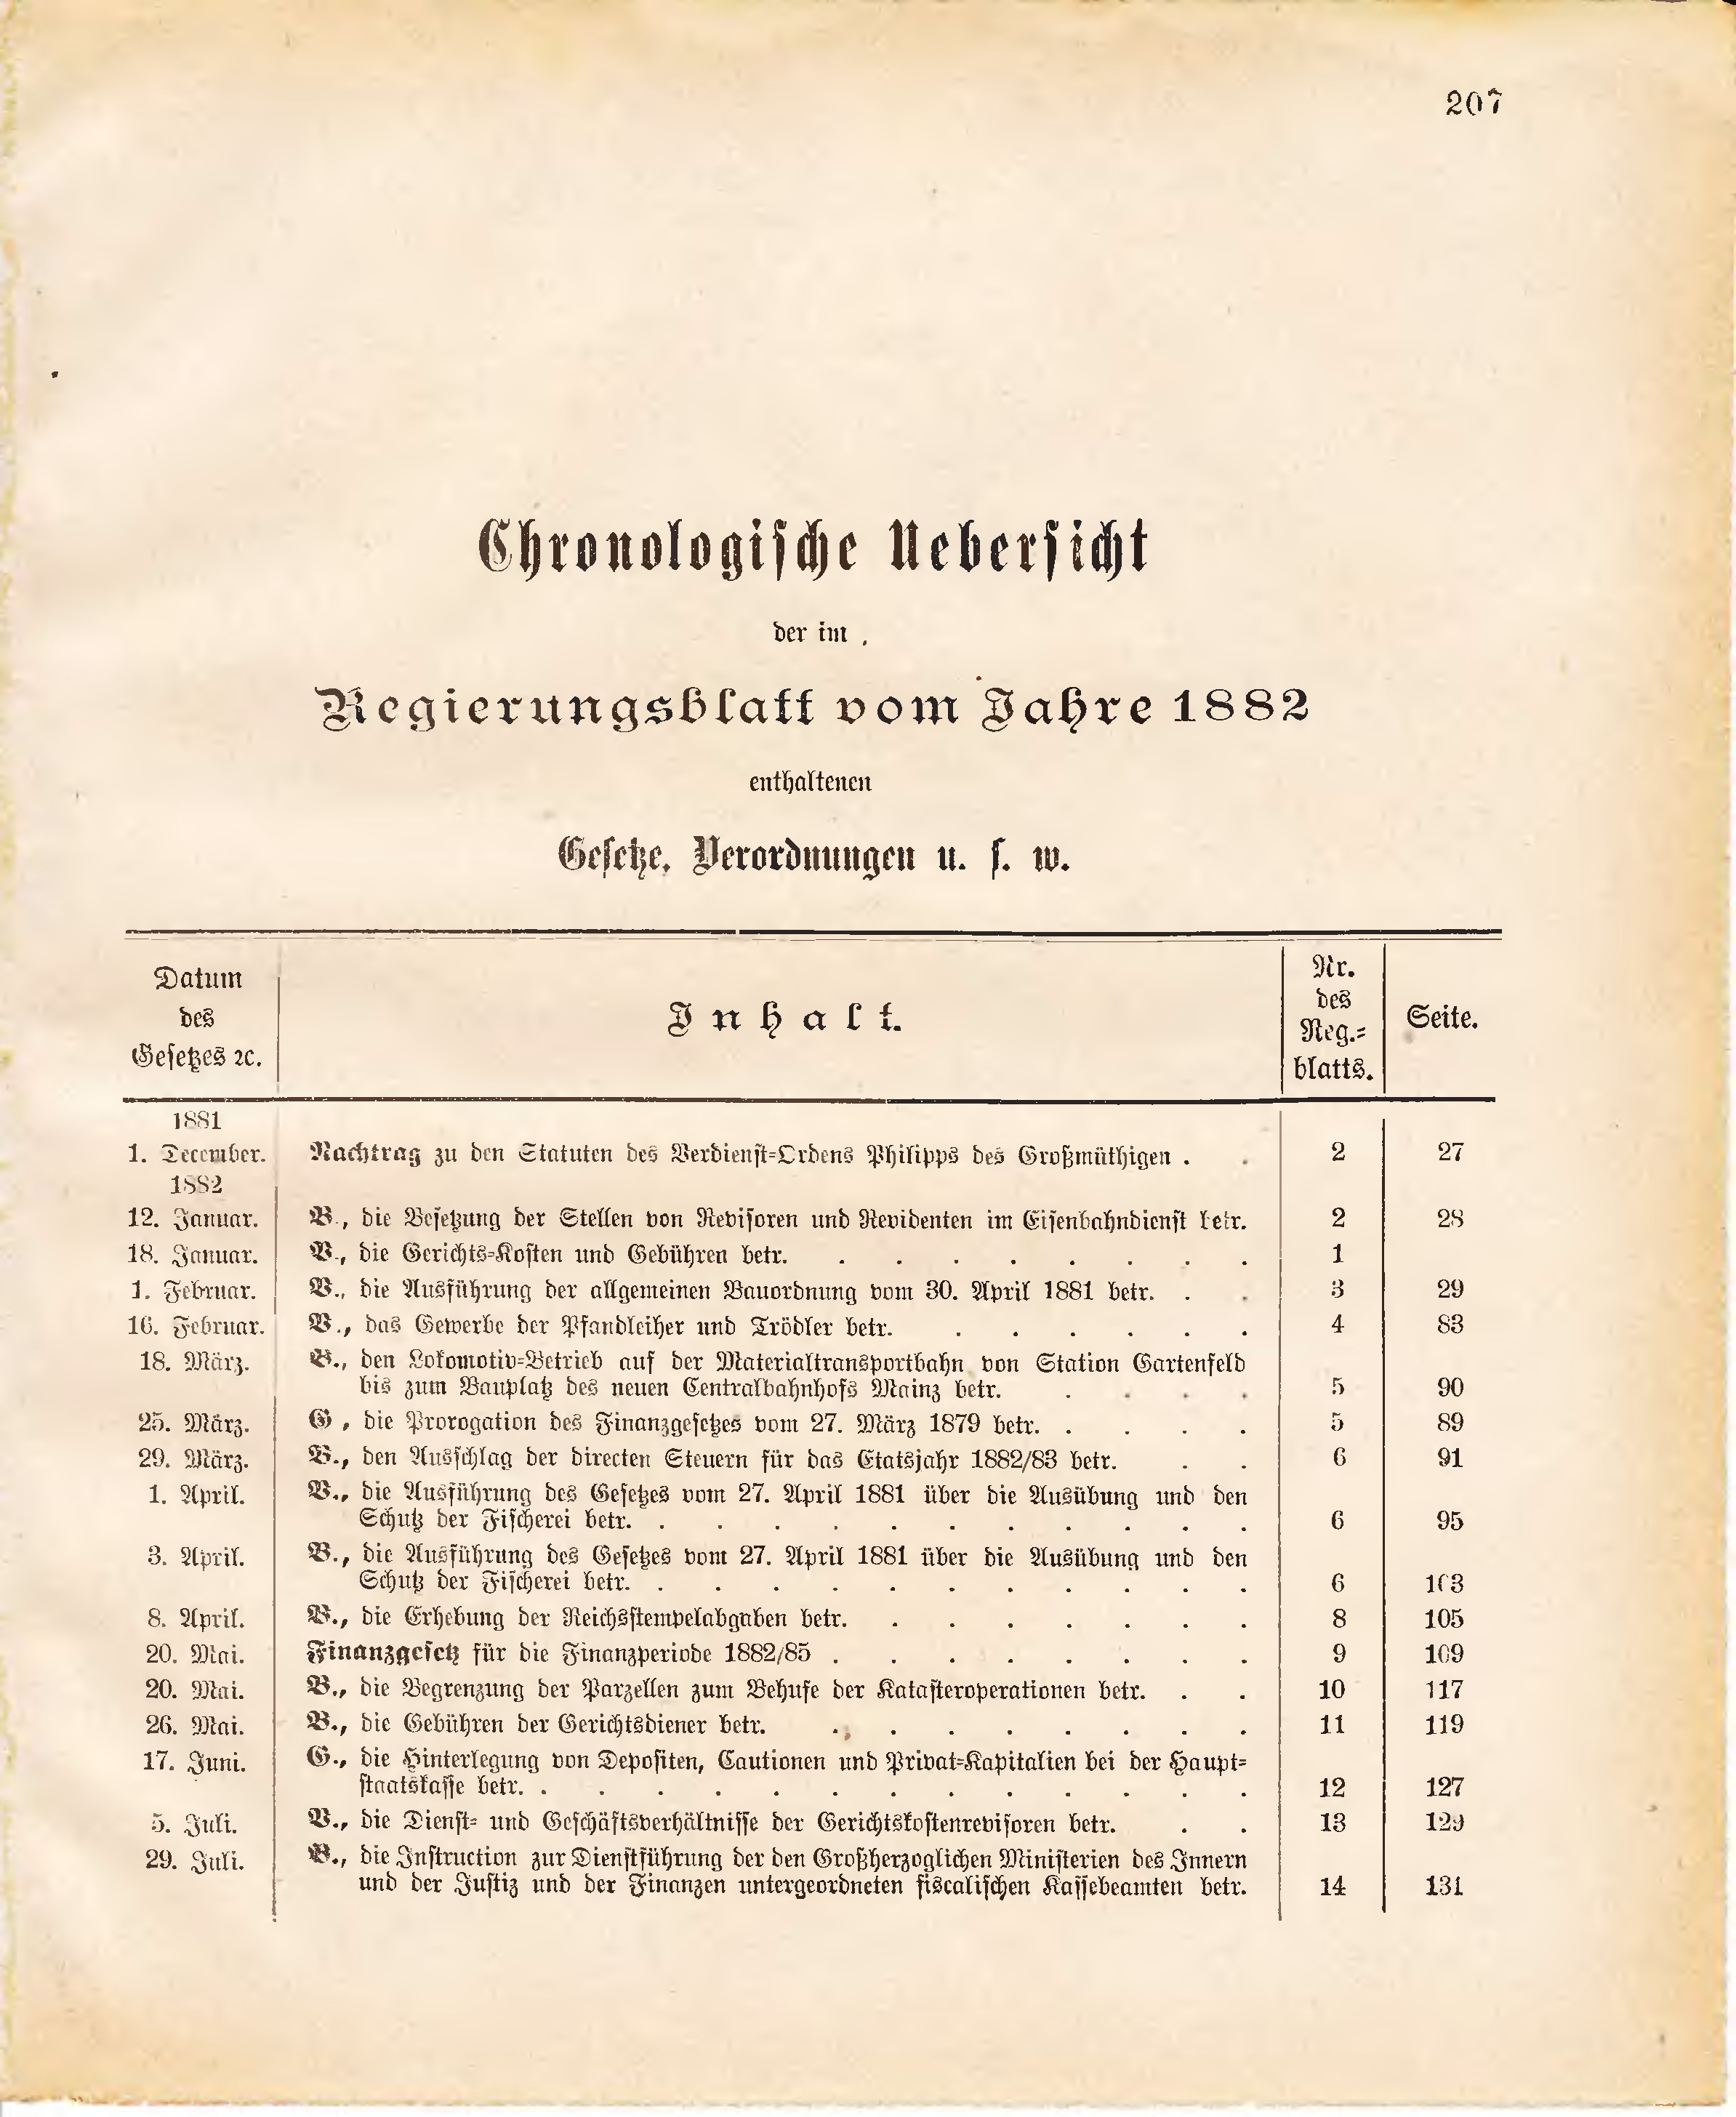 207
Chronologische Uebersicht
der im
Regierungsblatt vom Jahre 1882
enthaltenen
Gesetze, Verordnungen u. s. w.
Datum des Gesetzes ꝛc. Inhalt. Nr. des Reg.-blatts. Seite.
1881
1. December. Nachtrag zu den Statuten des Verdienst-Ordens Philipps des Großmüthigen . . 2 27
1882
12. Januar. V., die Besetzung der Stellen von Revisoren und Revidenten im Eisenbahndienst betr. 2 28
18. Januar. V., die Gerichts-Kosten und Gebühren betr. . . . . . . . . 1
1. Februar. V., die Ausführung der allgemeinen Bauordnung vom 30. April 1881 betr. . . 3 29
16. Februar. V., das Gewerbe der Pfandleiher und Trödler betr. . . . . . . 4 83
18. März. V., den Lokomotiv-Betrieb auf der Materialtransportbahn von Station Gartenfeld
bis zum Bauplatz des neuen Centralbahnhofs Mainz betr. . . . . 5 90
25. März. G , die Prorogation des Finanzgesetzes vom 27. März 1879 betr. . . . . 5 89
29. März. V., den Ausschlag der directen Steuern für das Etatsjahr 1882/83 betr. . . 6 91
1. April. V., die Ausführung des Gesetzes vom 27. April 1881 über die Ausübung und den
Schutz der Fischerei betr. . . . . . . . . . . . 6 95
3. April. V., die Ausführung des Gesetzes vom 27. April 1881 über die Ausübung und den
Schutz der Fischerei betr. . . . . . . . . . . . 6 103
8. April. V., die Erhebung der Reichsstempelabgaben betr. . . . . . . . 8 105
20. Mai. Finanzgesetz für die Finanzperiode 1882/85 . . . . . . . . 9 109
20. Mai. V., die Begrenzung der Parzellen zum Behufe der Katasteroperationen betr. . . 10 117
26. Mai. V., die Gebühren der Gerichtsdiener betr. . . . . . . . . 11 119
17. Juni. G., die Hinterlegung von Depositen, Cautionen und Privat-Kapitalien bei der Haupt-
staatskasse betr. . . . . . . . . . . . . . 12 127
5. Juli. V., die Dienst- und Geschäftsverhältnisse der Gerichtskostenrevisoren betr. . . 13 129
29. Juli. V., die Instruction zur Dienstführung der den Großherzoglichen Ministerien des Innern
und der Justiz und der Finanzen untergeordneten fiscalischen Kassebeamten betr. 14 131